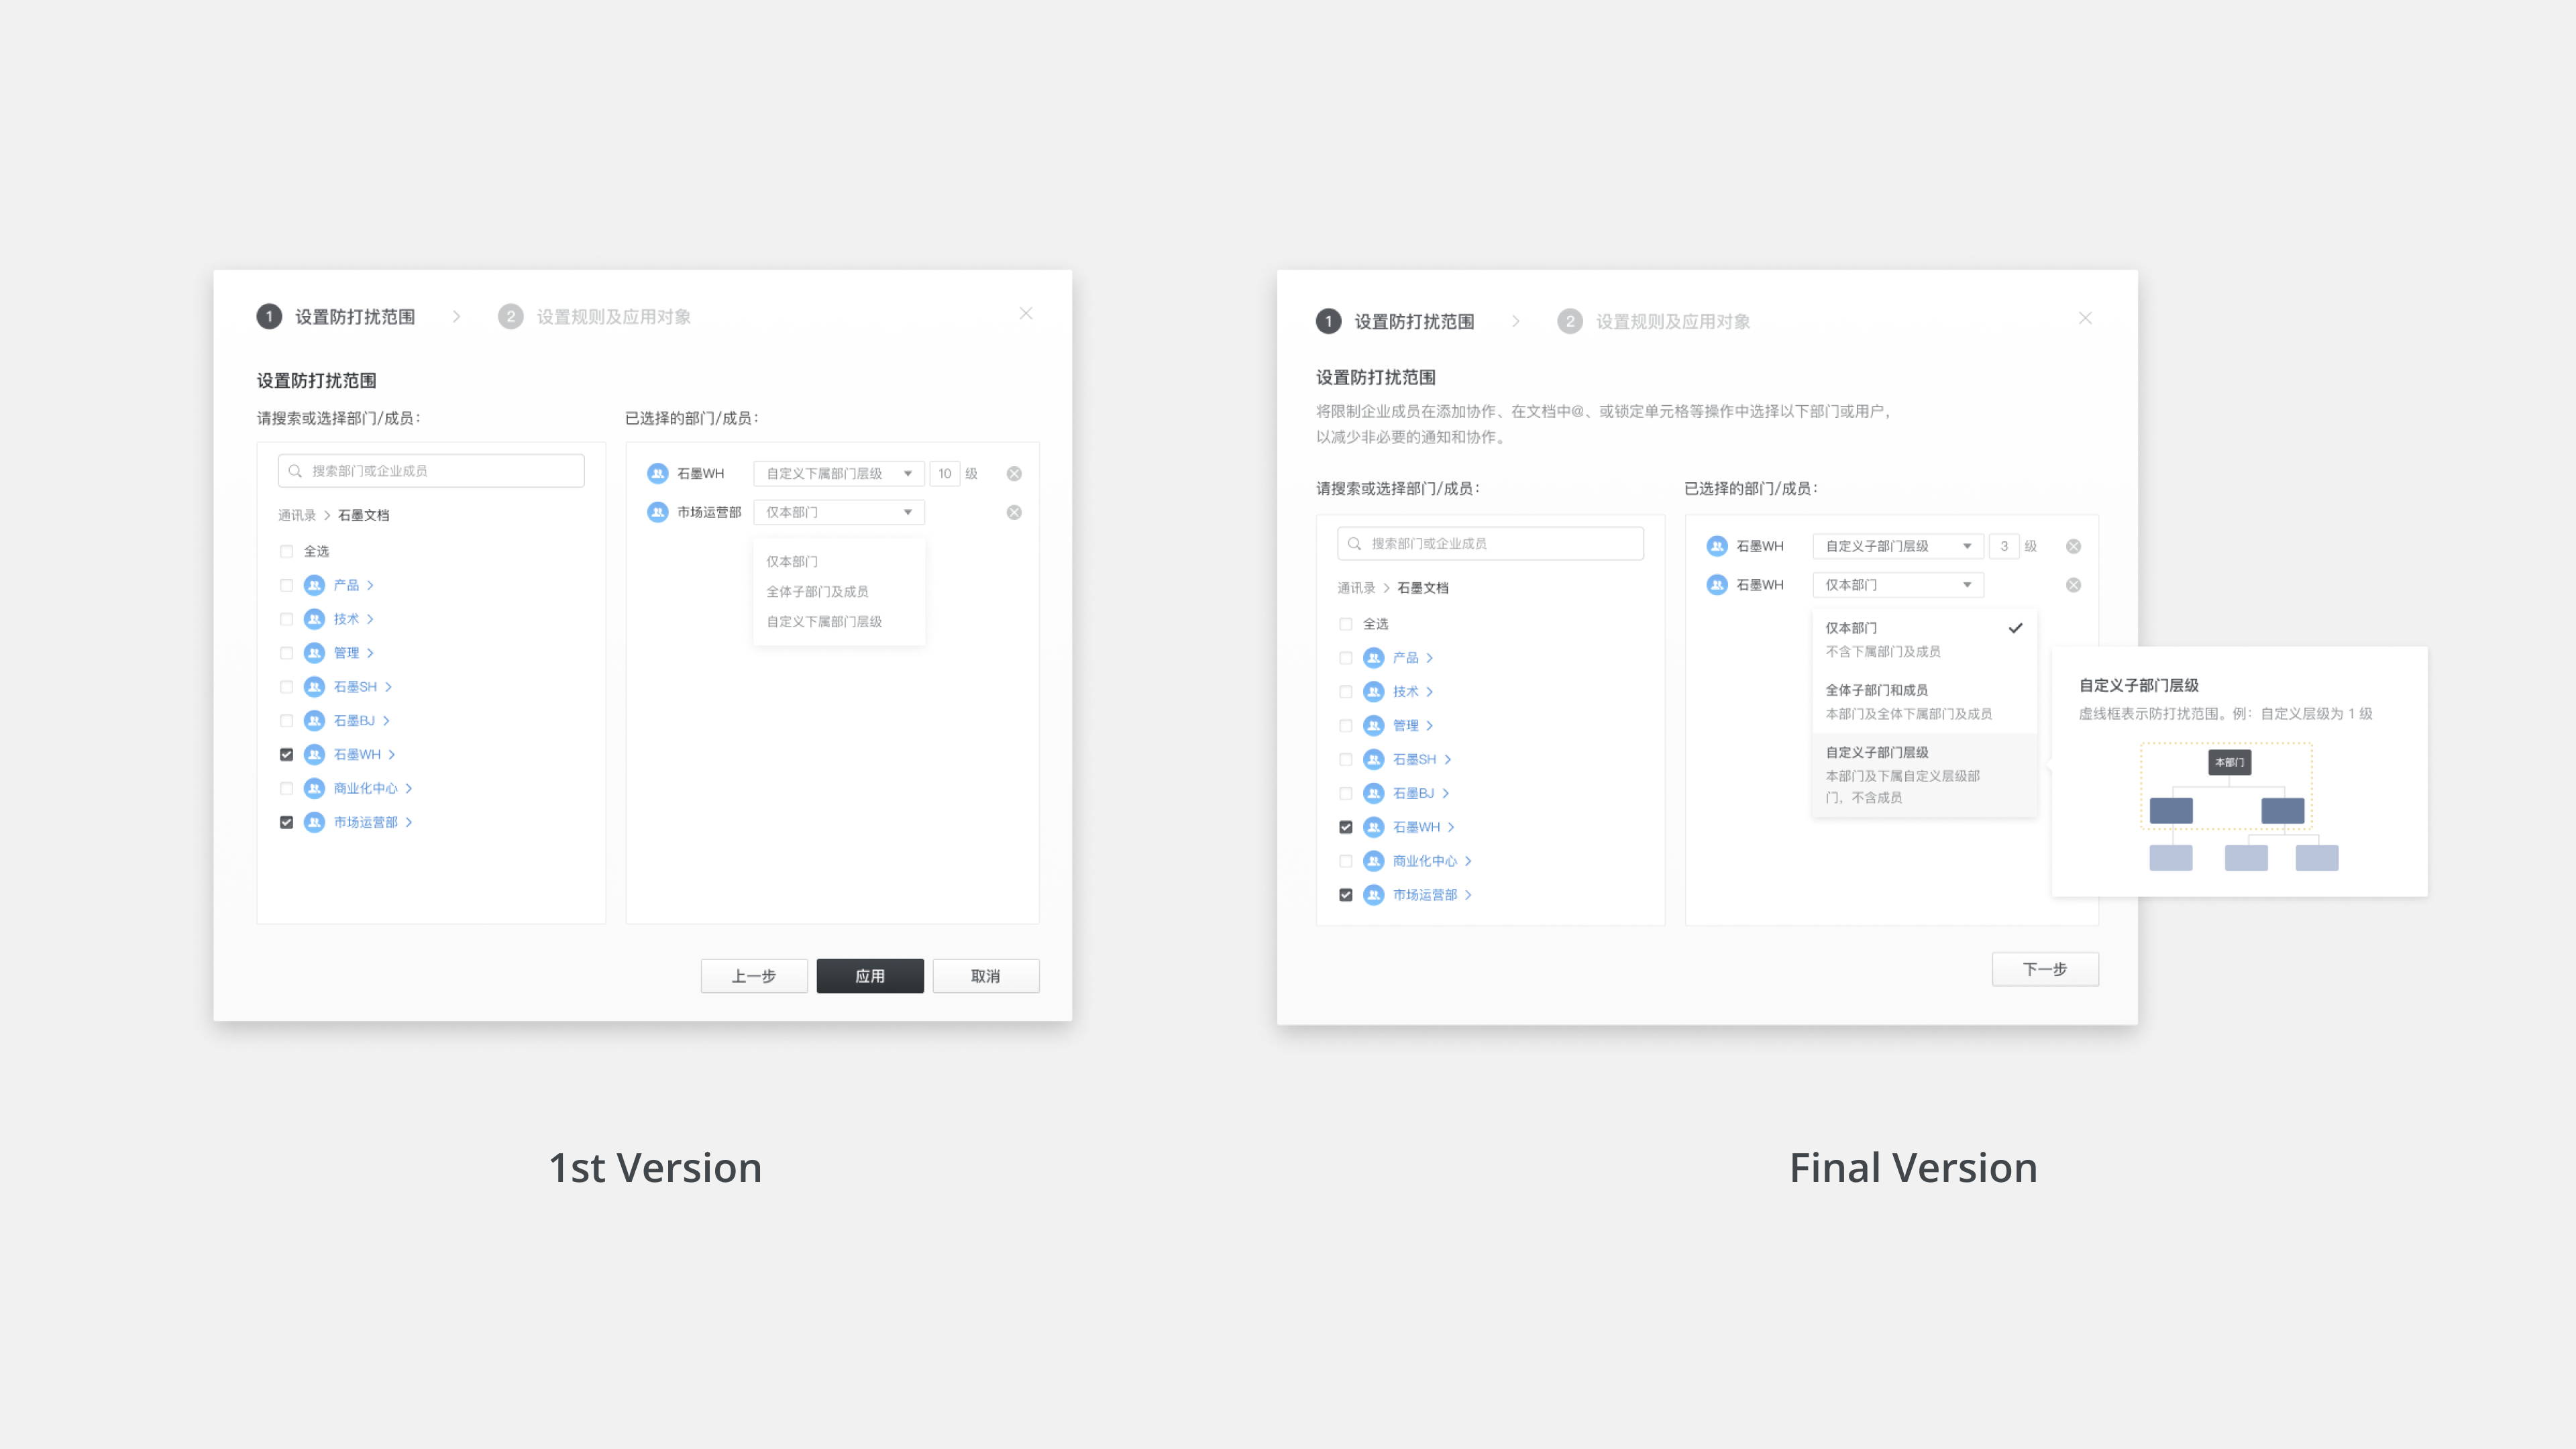 1 设置防打扰范围 > 2 设置规则及应用对象
设置防打扰范围
请搜索或选择部门/成员：
搜索部门或企业成员
通讯录 > 石墨文档
全选
产品 >
技术 >
管理 >
石墨SH >
石墨BJ >
石墨WH >
商业化中心 >
市场运营部 >
已选择的部门/成员：
石墨WH 自定义下属部门层级 10 级
市场运营部 仅本部门
仅本部门
全体子部门及成员
自定义下属部门层级
上一步 应用 取消
1st Version
1 设置防打扰范围 > 2 设置规则及应用对象
设置防打扰范围
将限制企业成员在添加协作、在文档中@、或锁定单元格等操作中选择以下部门或用户，
以减少非必要的通知和协作。
请搜索或选择部门/成员：
搜索部门或企业成员
通讯录 > 石墨文档
全选
产品 >
技术 >
管理 >
石墨SH >
石墨BJ >
石墨WH >
商业化中心 >
市场运营部 >
已选择的部门/成员：
石墨WH 自定义子部门层级 3 级
石墨WH 仅本部门
仅本部门
不含下属部门及成员
全体子部门和成员
本部门及全体下属部门及成员
自定义子部门层级
本部门及下属自定义层级部
门，不含成员
自定义子部门层级
虚线框表示防打扰范围。例：自定义层级为 1 级
本部门
下一步
Final Version